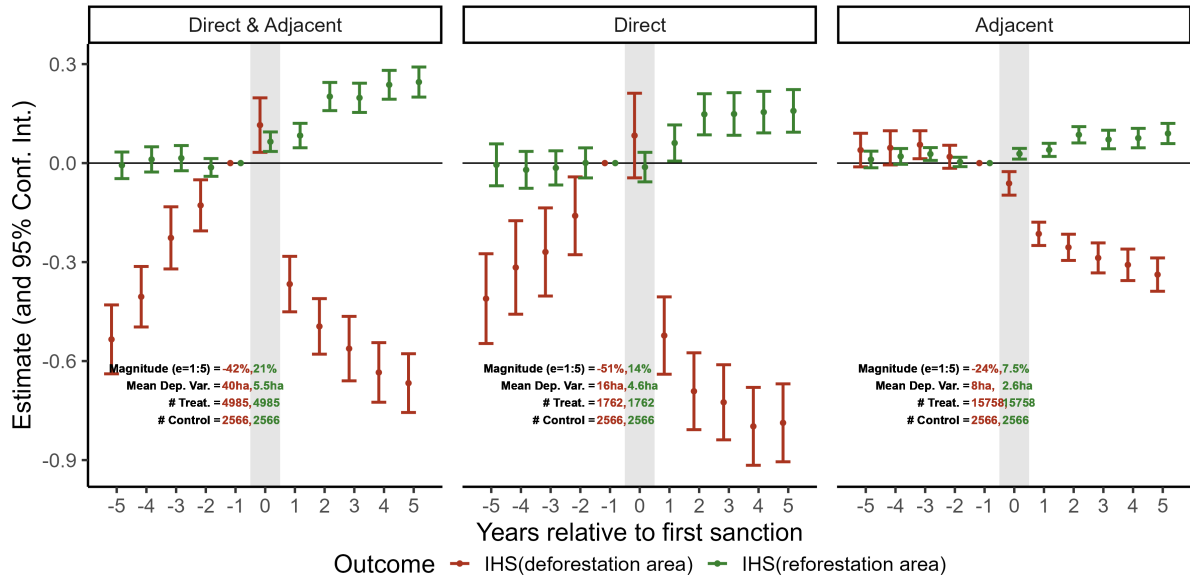 Direct & Adjacent
Direct
Adjacent
Estimate (and 95% Conf. Int.)
0.3
0.0
-0.3
-0.6
-0.9
Magnitude (e=1:5) = -42%, 21%
Mean Dep. Var. = 40ha, 5.5ha
# Treat. = 4985, 4985
# Control = 2566, 2566
Magnitude (e=1:5) = -51%, 14%
Mean Dep. Var. = 16ha, 4.6ha
# Treat. = 1762, 1762
# Control = 2566, 2566
Magnitude (e=1:5) = -24%, 7.5%
Mean Dep. Var. = 8ha, 2.6ha
# Treat. = 15758, 15758
# Control = 2566, 2566
-5 -4 -3 -2 -1 0 1 2 3 4 5
-5 -4 -3 -2 -1 0 1 2 3 4 5
-5 -4 -3 -2 -1 0 1 2 3 4 5
Years relative to first sanction
Outcome IHS(deforestation area) IHS(reforestation area)